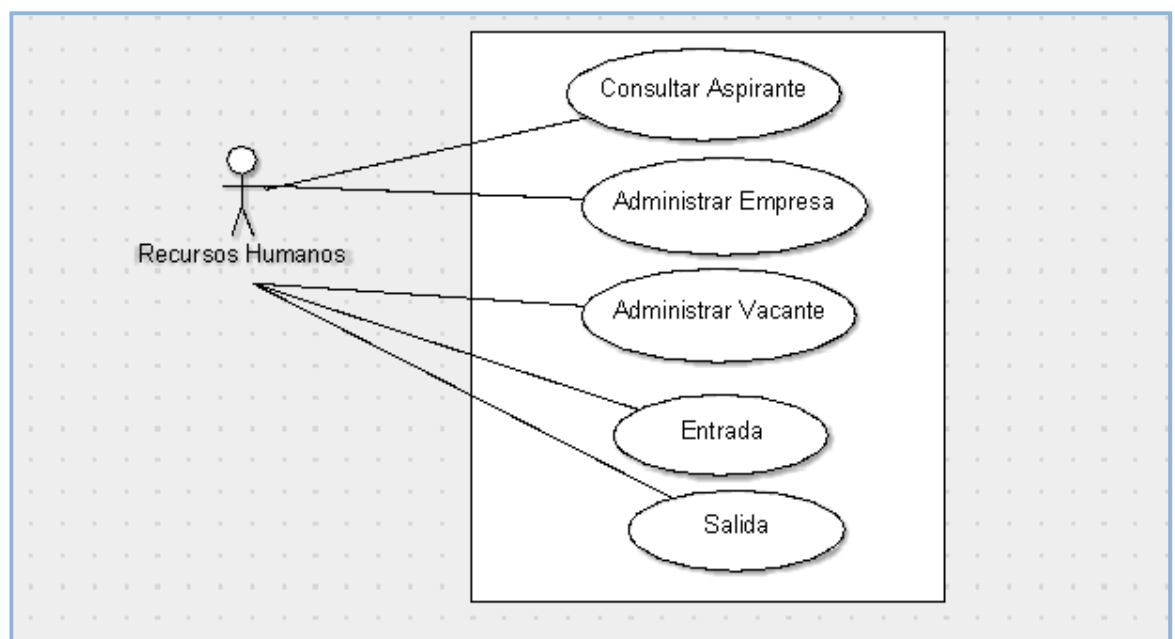 Consultar Aspirante
Administrar Empresa
Recursos Humanos
Administrar Vacante
Entrada
Salida